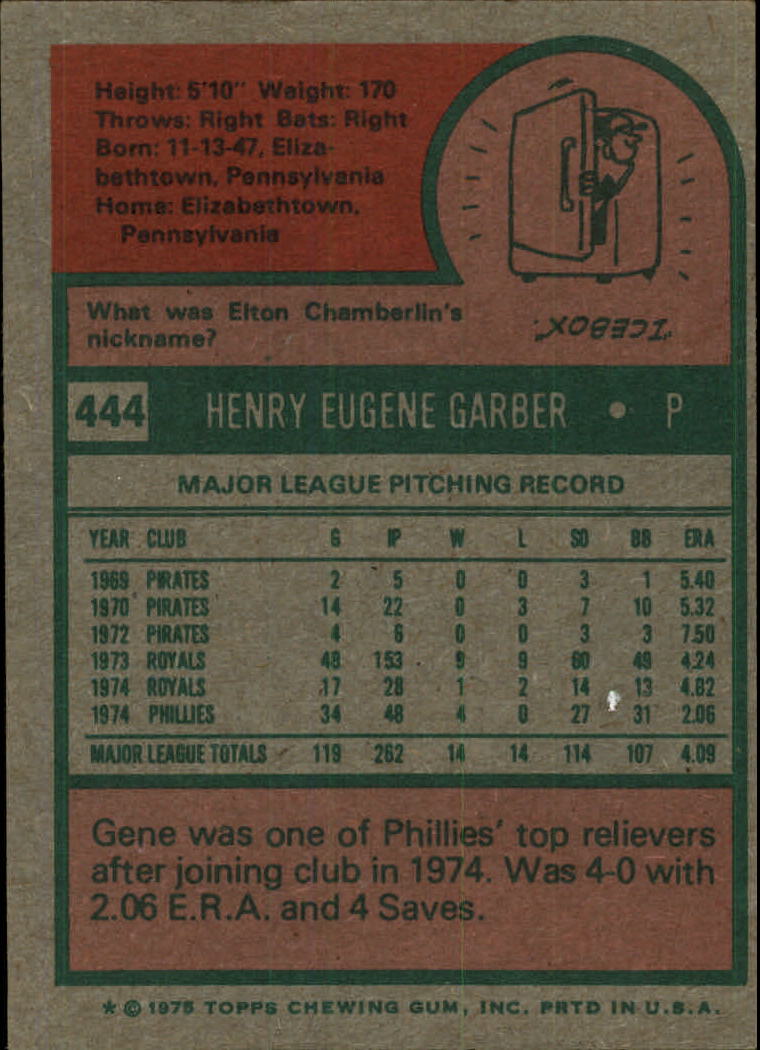 Height: 5'10" Weight: 170
Throws: Right Bats: Right
Born: 11-13-47, Eliza-
bethtown, Pennsylvania
Home: Elizabethtown,
Pennsylvania
What was Elton Chamberlin's
nickname?
"ICEBOX".
444 HENRY EUGENE GARBER • P
MAJOR LEAGUE PITCHING RECORD
YEAR CLUB G IP W L SO BB ERA
1969 PIRATES 2 5 0 0 3 1 5.40
1970 PIRATES 14 22 0 3 7 10 5.32
1972 PIRATES 4 6 0 0 3 3 7.50
1973 ROYALS 48 153 9 9 60 49 4.24
1974 ROYALS 17 28 1 2 14 13 4.82
1974 PHILLIES 34 48 4 0 27 31 2.06
MAJOR LEAGUE TOTALS 119 262 14 14 114 107 4.09
Gene was one of Phillies' top relievers
after joining club in 1974. Was 4-0 with
2.06 E.R.A. and 4 Saves.
* © 1975 TOPPS CHEWING GUM, INC. PRTD IN U.S.A.